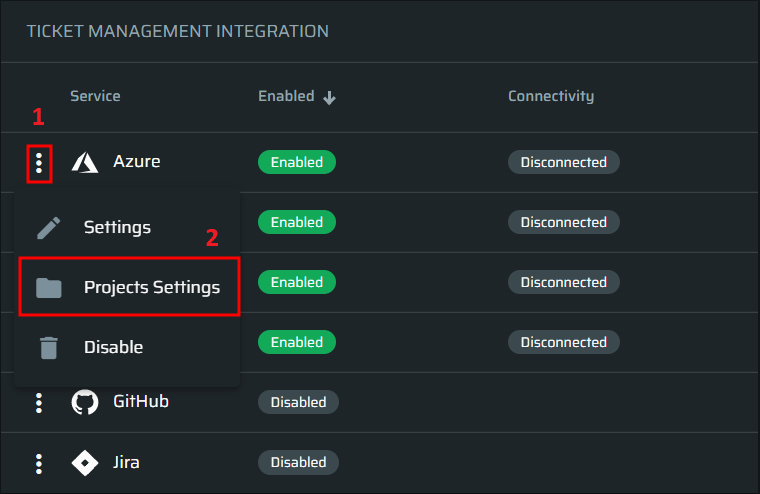 TICKET MANAGEMENT INTEGRATION
Service Enabled Connectivity
1
Azure Enabled Disconnected
Settings 2 Enabled Disconnected
Projects Settings Enabled Disconnected
Disable Enabled Disconnected
GitHub Disabled
Jira Disabled